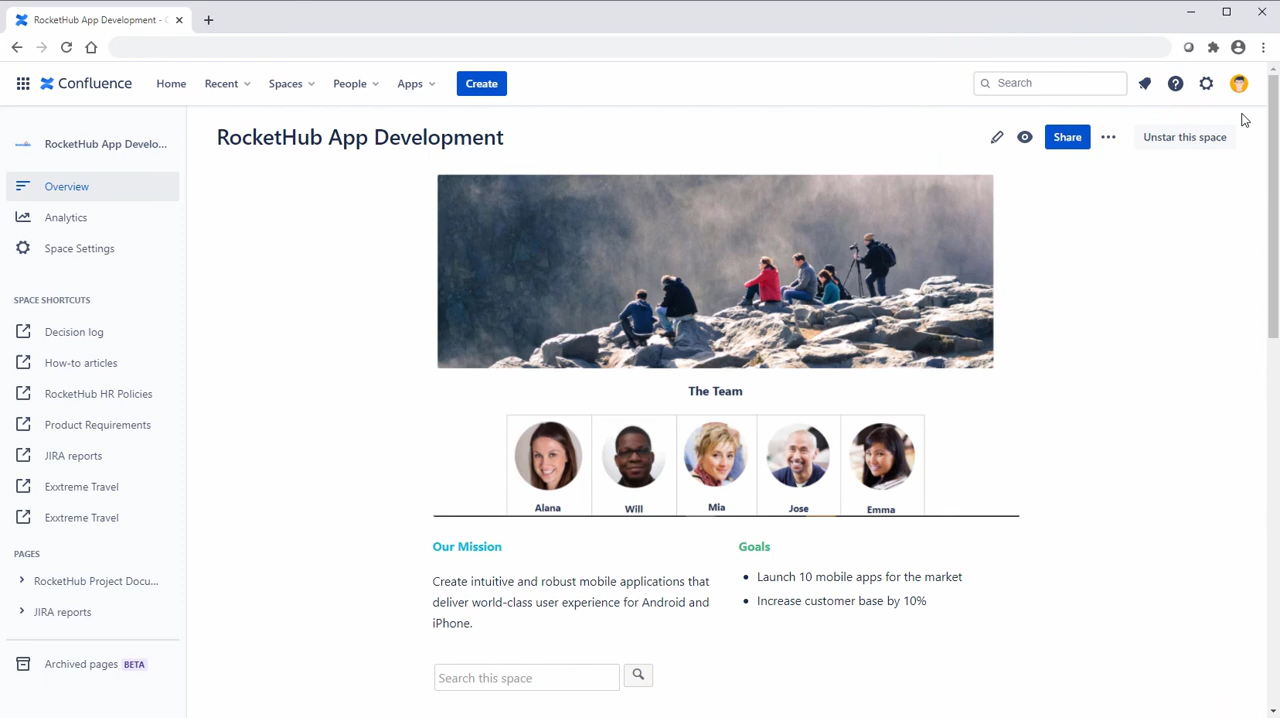 RocketHub App Development - C
Confluence
Home
Recent
Spaces
People
Apps
Create
Search
RocketHub App Develo...
Overview
Analytics
Space Settings
SPACE SHORTCUTS
Decision log
How-to articles
RocketHub HR Policies
Product Requirements
JIRA reports
Exxtreme Travel
Exxtreme Travel
PAGES
RocketHub Project Docu...
JIRA reports
Archived pages BETA
RocketHub App Development
Share
Unstar this space
The Team
Alana
Will
Mia
Jose
Emma
Our Mission
Create intuitive and robust mobile applications that
deliver world-class user experience for Android and
iPhone.
Goals
• Launch 10 mobile apps for the market
• Increase customer base by 10%
Search this space